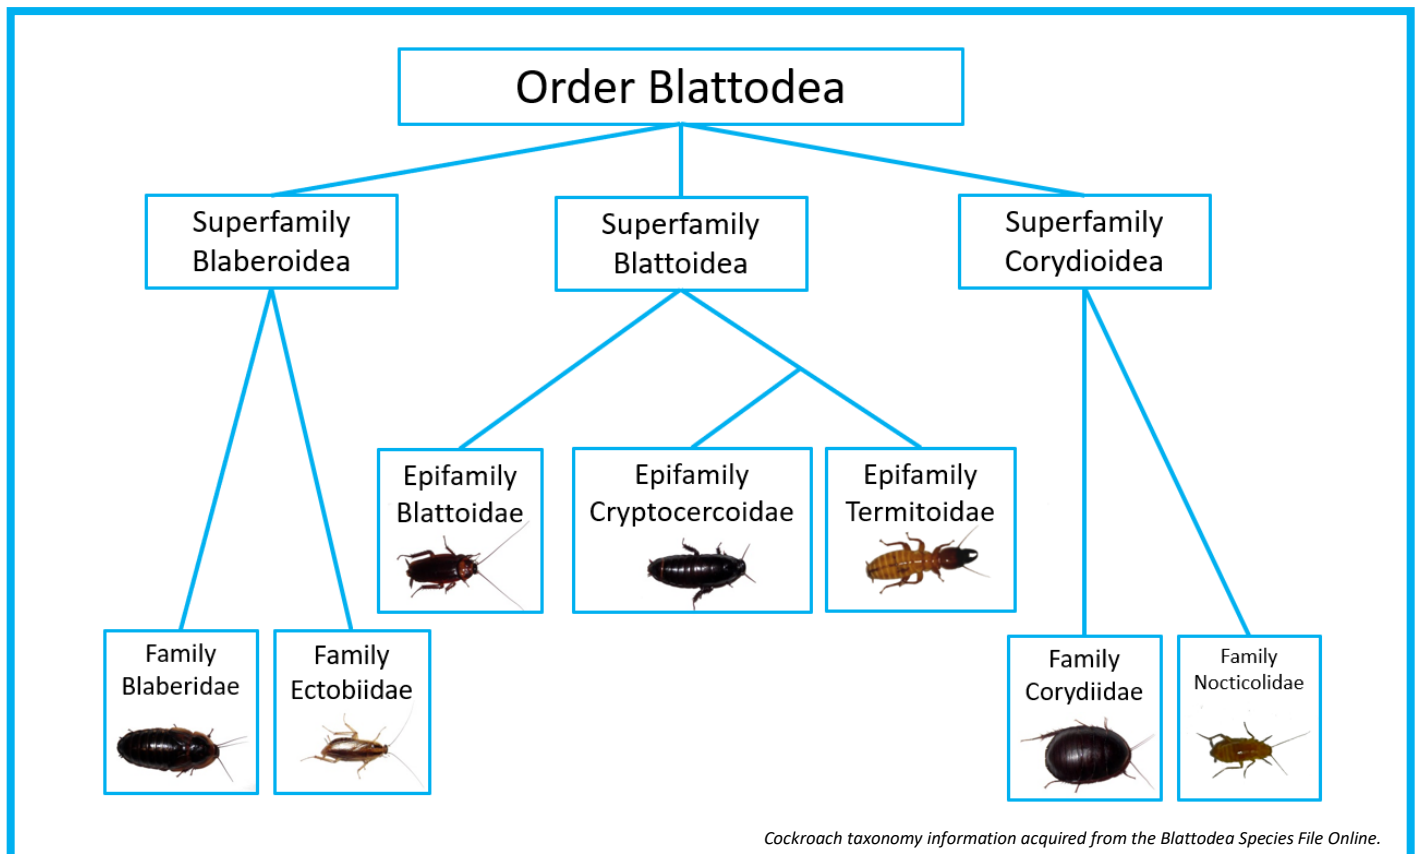 Order Blattodea
Superfamily
Blaberoidea
Superfamily
Blattoidea
Superfamily
Corydioidea
Epifamily
Blattoidae
Epifamily
Cryptocercoidae
Epifamily
Termitoidae
Family
Blaberidae
Family
Ectobiidae
Family
Corydiidae
Family
Nocticolidae
Cockroach taxonomy information acquired from the Blattodea Species File Online.